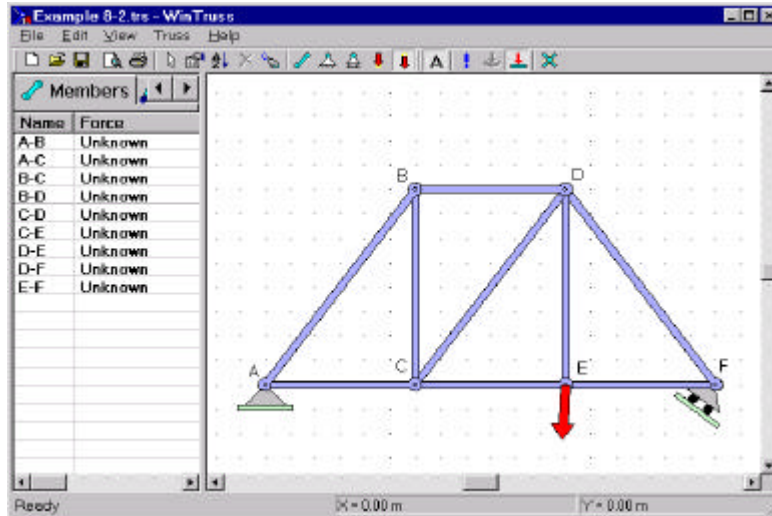 Example 8-2.trs - WinTruss
File Edit View Truss Help
A
Members
Name Force
A-B Unknown
A-C Unknown
B-C Unknown
B-D Unknown
C-D Unknown
C-E Unknown
D-E Unknown
D-F Unknown
E-F Unknown
B D
A C E F
Ready X = 0.00 m Y = 0.00 m